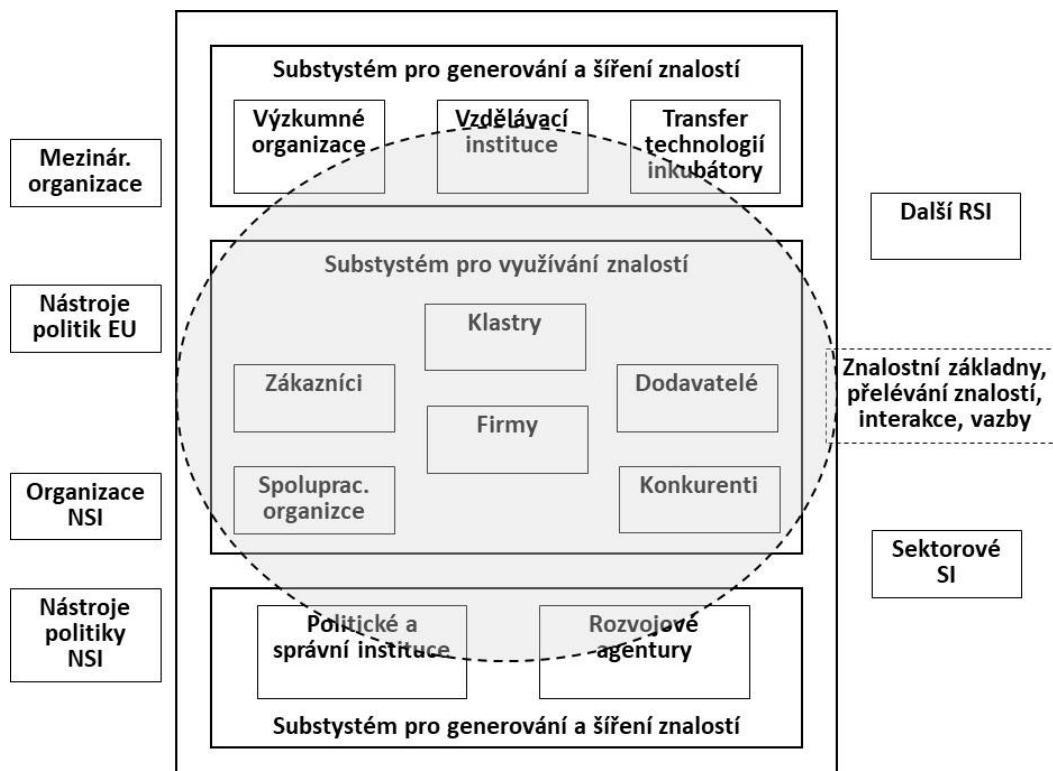 Substystém pro generování a šíření znalostí
Výzkumné
organizace
Vzdělávací
instituce
Transfer
technologií
inkubátory
Mezinár.
organizace
Nástroje
politik EU
Organizace
NSI
Nástroje
politiky
NSI
Substystém pro využívání znalostí
Klastry
Zákazníci
Dodavatelé
Firmy
Spoluprac.
organizce
Konkurenti
Další RSI
Znalostní základny,
přelévání znalostí,
interakce, vazby
Sektorové
SI
Politické a
správní instituce
Rozvojové
agentury
Substystém pro generování a šíření znalostí